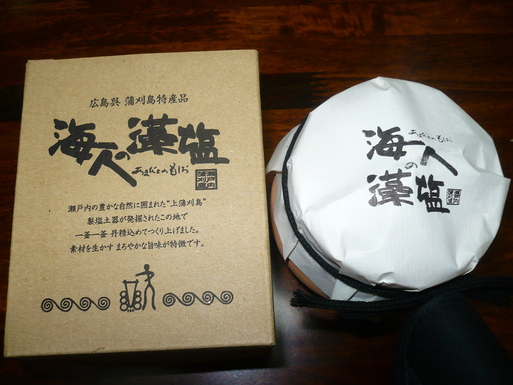 広島呉 蒲刈島特産品
海人の藻塩
あまびとのもしお
瀬戸内の豊かな自然に囲まれた"上蒲刈島"
製塩土器が発掘されたこの地で
一釜一釜 丹精込めてつくり上げました。
素材を生かす まろやかな旨味が特徴です。
あまびとのもしお
海人の
藻塩